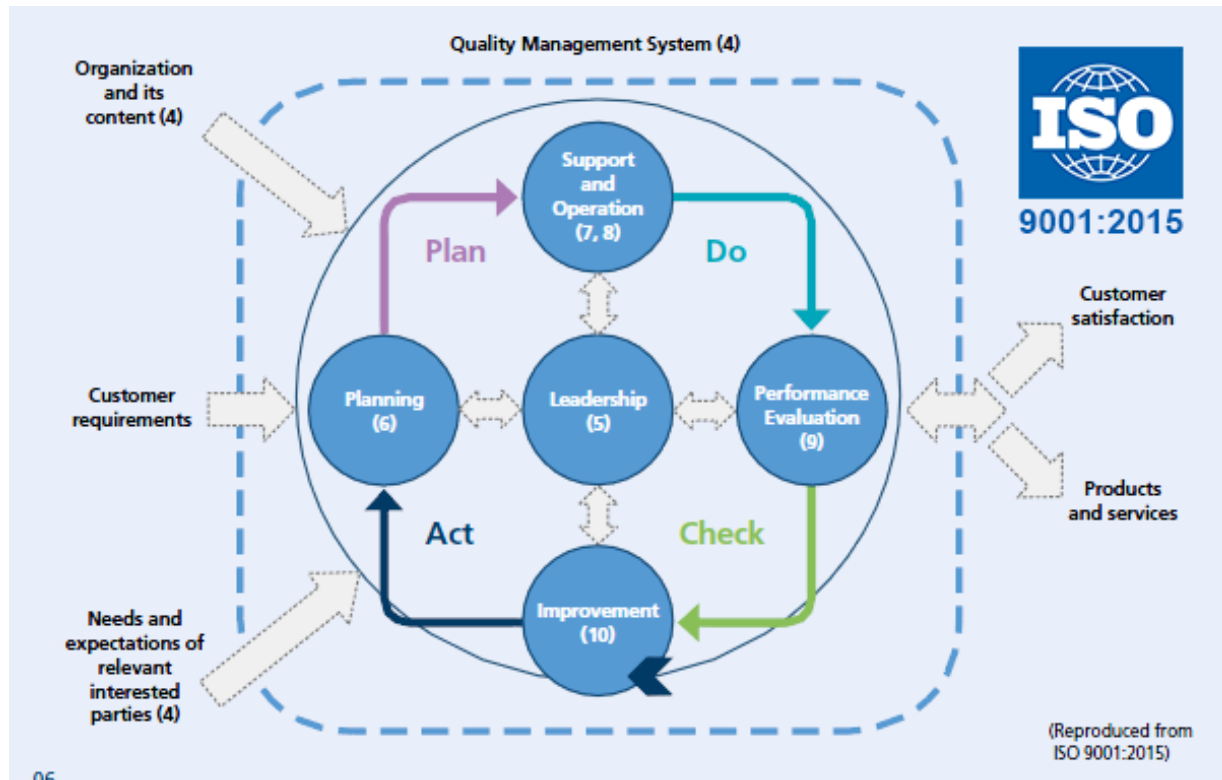 Quality Management System (4)
Organization
and its
content (4)
ISO
9001:2015
Support
and
Operation
(7, 8)
Plan
Do
Customer
satisfaction
Customer
requirements
Planning
(6)
Leadership
(5)
Performance
Evaluation
(9)
Products
and services
Act
Check
Improvement
(10)
Needs and
expectations of
relevant
interested
parties (4)
(Reproduced from
ISO 9001:2015)